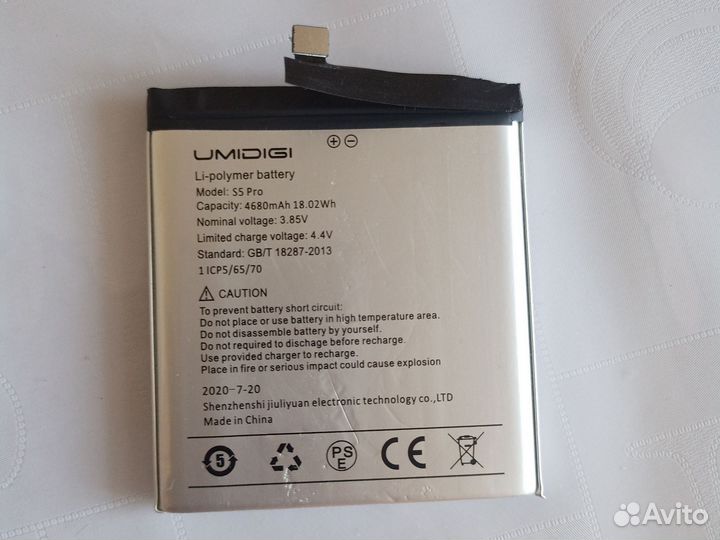 UMIDIGI
Li-polymer battery
Model: S5 Pro
Capacity: 4680mAh 18.02Wh
Nominal voltage: 3.85V
Limited charge voltage: 4.4V
Standard: GB/T 18287-2013
1 ICP5/65/70
CAUTION
To prevent battery short circuit:
Do not place or use battery in high temperature area.
Do not disassemble battery by yourself.
Do not required to discharge before recharge.
Use provided charger to recharge.
Place in fire or serious impact could cause explosion
2020-7-20
Shenzhenshi jiuliyuan electronic technology co.,LTD
Made in China
5
PS
E
CE
Avito